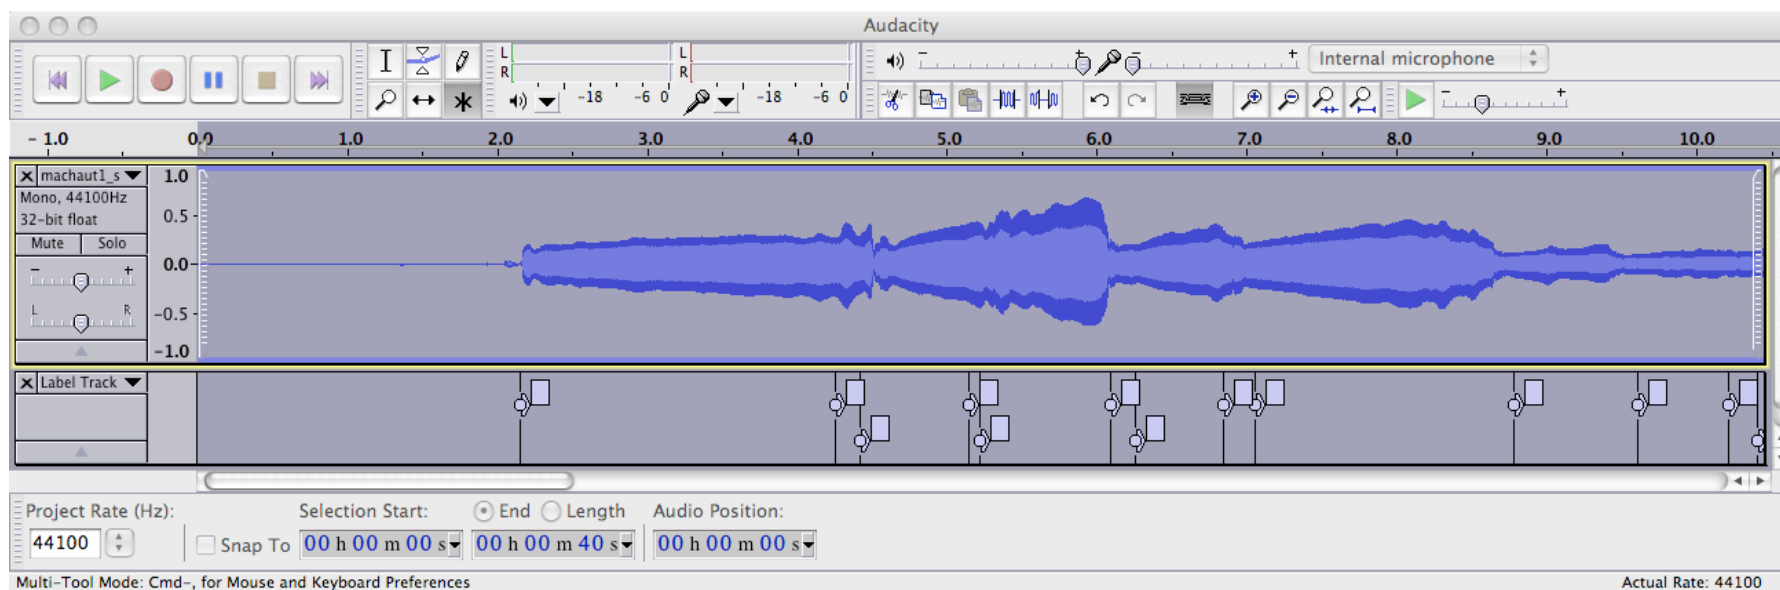 Audacity
L
R
-18 -6 0
L
R
-18 -6 0
- +
- +
Internal microphone
- +
- 1.0 0.0 1.0 2.0 3.0 4.0 5.0 6.0 7.0 8.0 9.0 10.0
machaut1_s
Mono, 44100Hz
32-bit float
Mute Solo
- +
L R
1.0
0.5
0.0
-0.5
-1.0
Label Track
Project Rate (Hz): Selection Start: End Length Audio Position:
44100 Snap To 00 h 00 m 00 s 00 h 00 m 40 s 00 h 00 m 00 s
Multi-Tool Mode: Cmd-, for Mouse and Keyboard Preferences Actual Rate: 44100